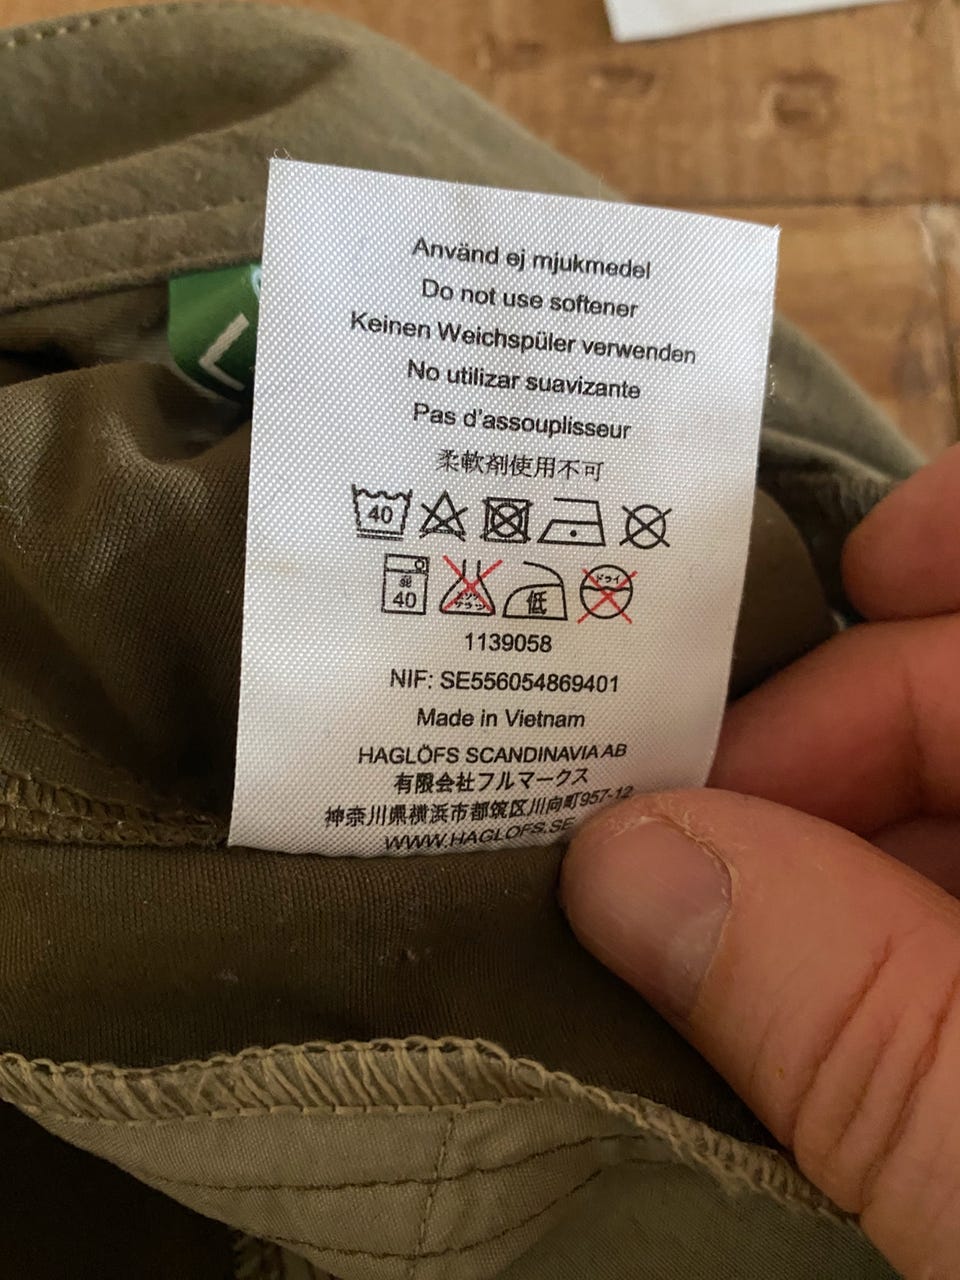 L
Använd ej mjukmedel
Do not use softener
Keinen Weichspüler verwenden
No utilizar suavizante
Pas d'assouplisseur
柔軟剤使用不可
40
40
低
ドライ
1139058
NIF: SE556054869401
Made in Vietnam
HAGLÖFS SCANDINAVIA AB
有限会社フルマークス
神奈川県横浜市都筑区川向町957-12
WWW.HAGLOFS.SE